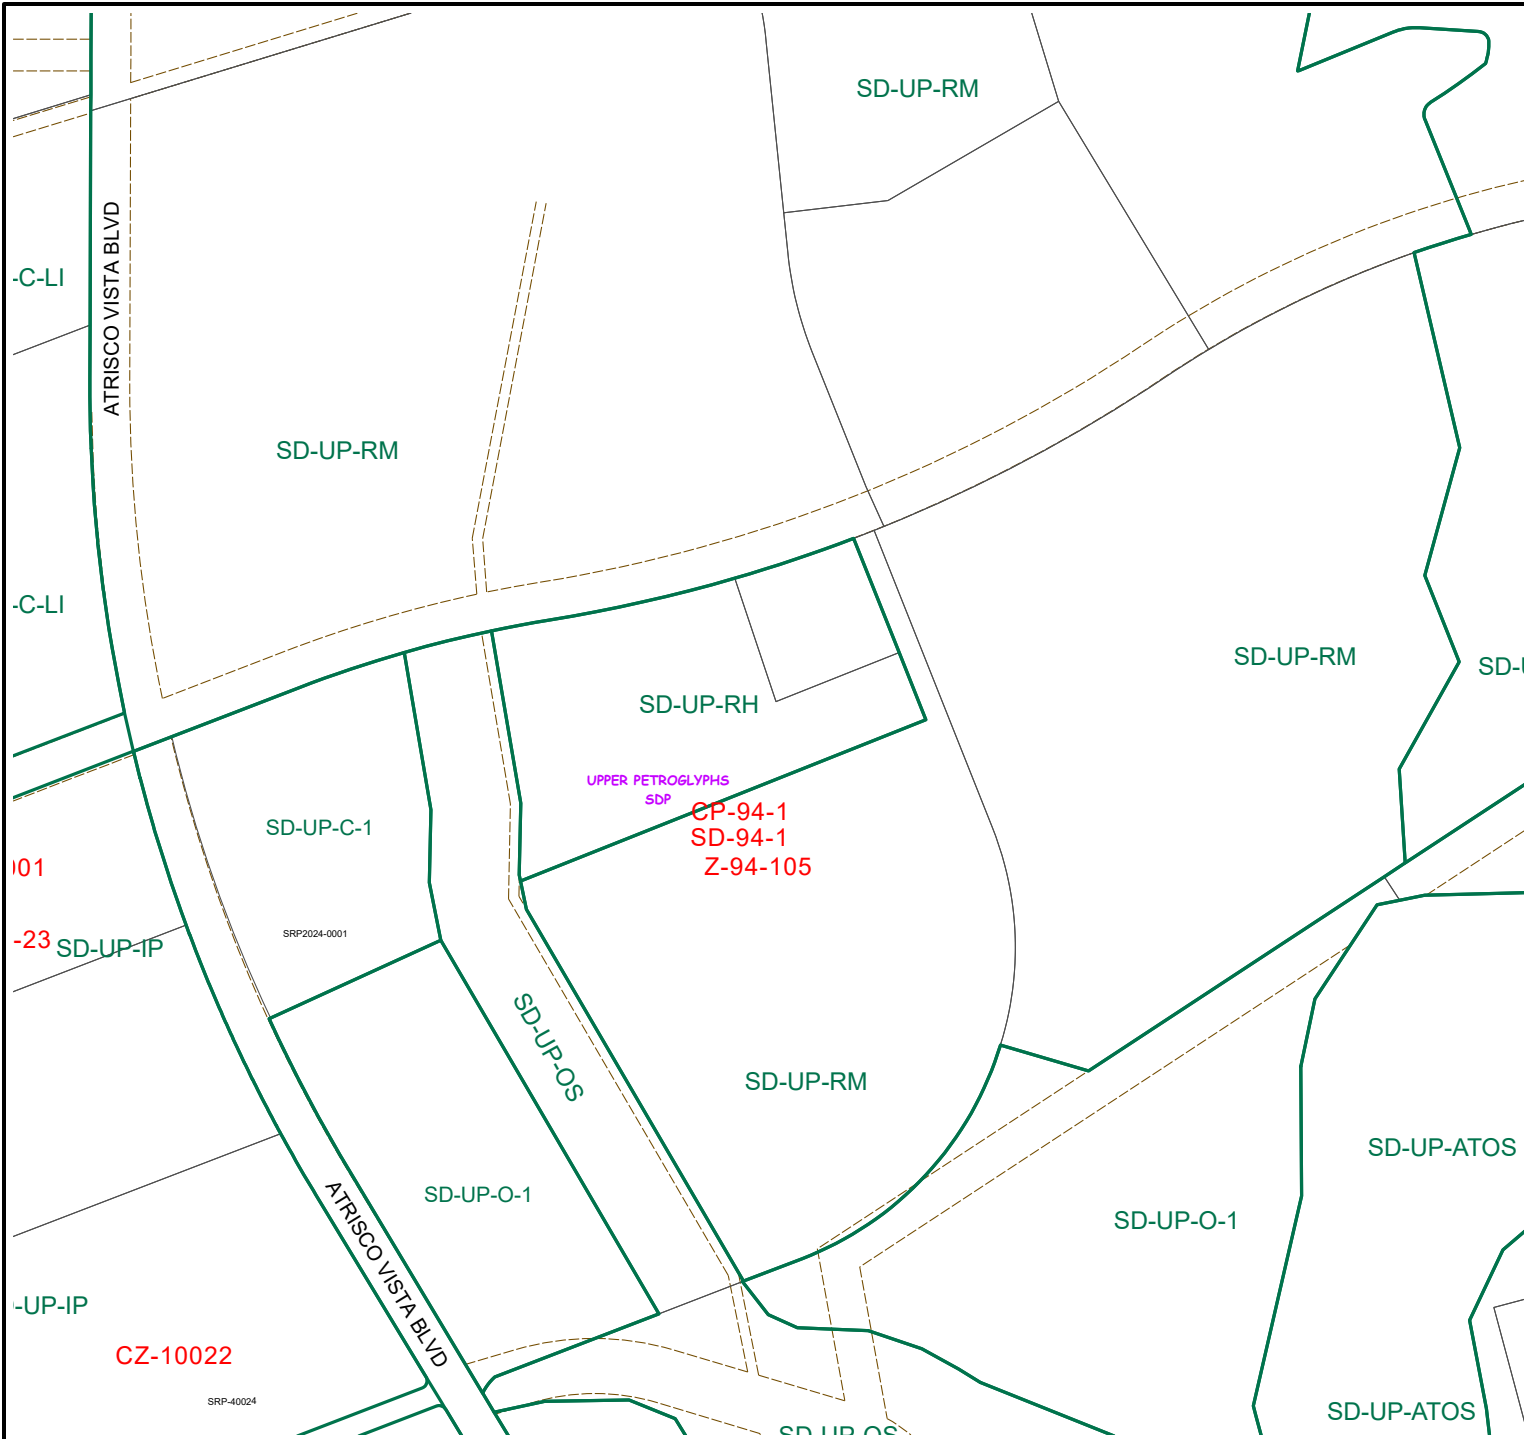 SD-UP-RM
ATRISCO VISTA BLVD
-C-LI
SD-UP-RM
-C-LI
SD-UP-RM
SD-UP-RH
UPPER PETROGLYPHS
SDP
CP-94-1
SD-94-1
Z-94-105
SD-UP-C-1
001
SRP2024-0001
-23
SD-UP-IP
SD-UP-OS
SD-UP-RM
SD-UP-ATOS
SD-UP-O-1
SD-UP-O-1
ATRISCO VISTA BLVD
-UP-IP
CZ-10022
SRP-40024
SD-UP-ATOS
SD-UP-OS